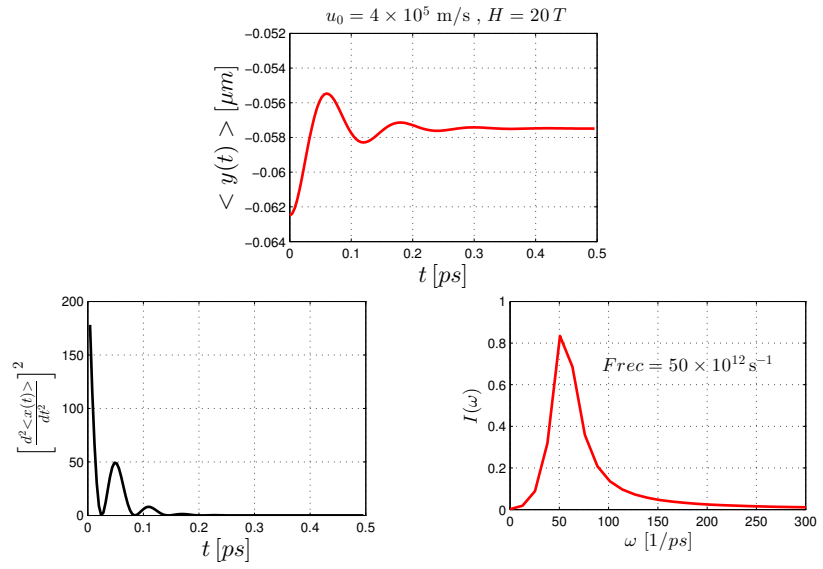 u₀ = 4 × 10⁵ m/s , H = 20 T
−0.052
−0.054
−0.056
−0.058
−0.06
−0.062
−0.064
< y(t) > [μm]
0 0.1 0.2 0.3 0.4 0.5
t [ps]
200
150
100
50
0
[d²<x(t)>/dt²]²
0 0.1 0.2 0.3 0.4 0.5
t [ps]
1
0.8
0.6
0.4
0.2
0
I(ω)
Frec = 50 × 10¹² s⁻¹
0 50 100 150 200 250 300
ω [1/ps]